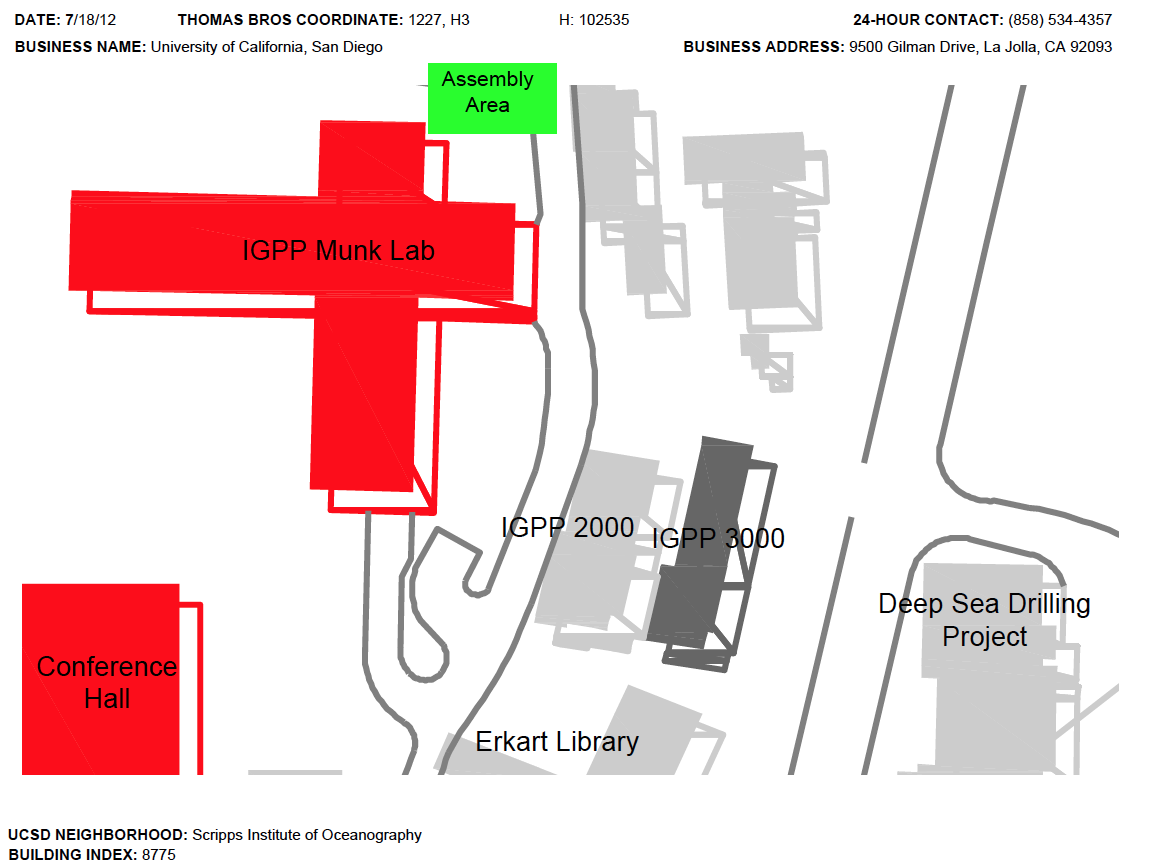 DATE: 7/18/12 THOMAS BROS COORDINATE: 1227, H3 H: 102535 24-HOUR CONTACT: (858) 534-4357
BUSINESS NAME: University of California, San Diego BUSINESS ADDRESS: 9500 Gilman Drive, La Jolla, CA 92093
Assembly
Area
IGPP Munk Lab
IGPP 2000
IGPP 3000
Deep Sea Drilling
Project
Conference
Hall
Erkart Library
UCSD NEIGHBORHOOD: Scripps Institute of Oceanography
BUILDING INDEX: 8775